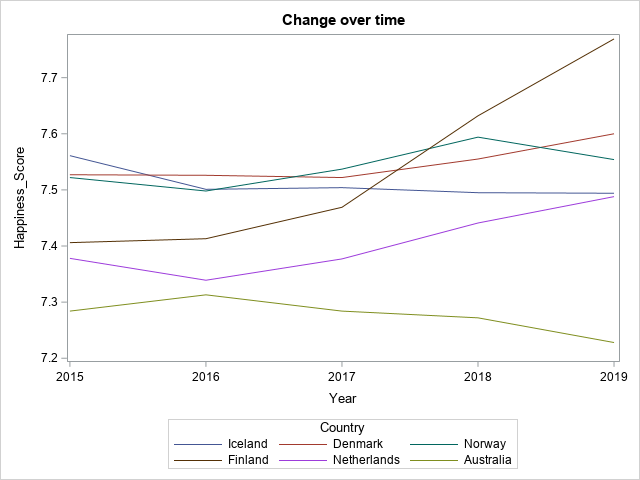 Change over time
Happiness_Score
7.7
7.6
7.5
7.4
7.3
7.2
2015 2016 2017 2018 2019
Year
Country
Iceland Denmark Norway
Finland Netherlands Australia